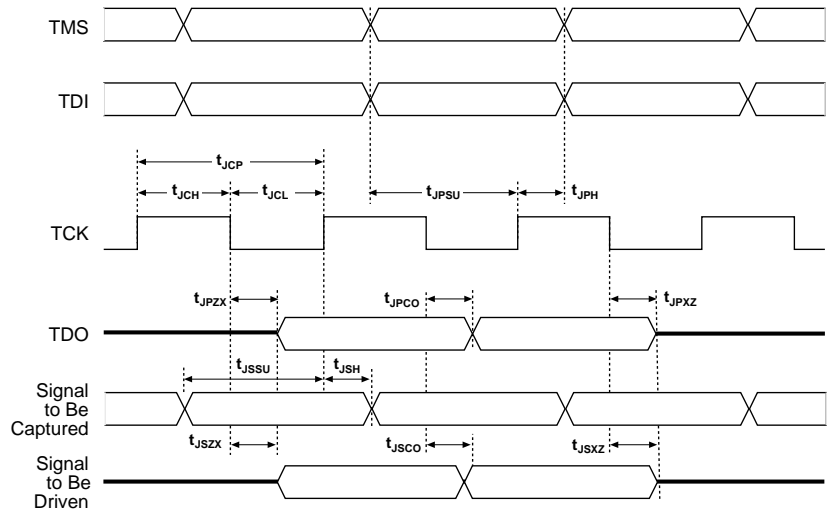 TMS
TDI
tJCP
tJCH
tJCL
tJPSU
tJPH
TCK
tJPZX
tJPCO
tJPXZ
TDO
tJSSU
tJSH
Signal
to Be
Captured
tJSZX
tJSCO
tJSXZ
Signal
to Be
Driven